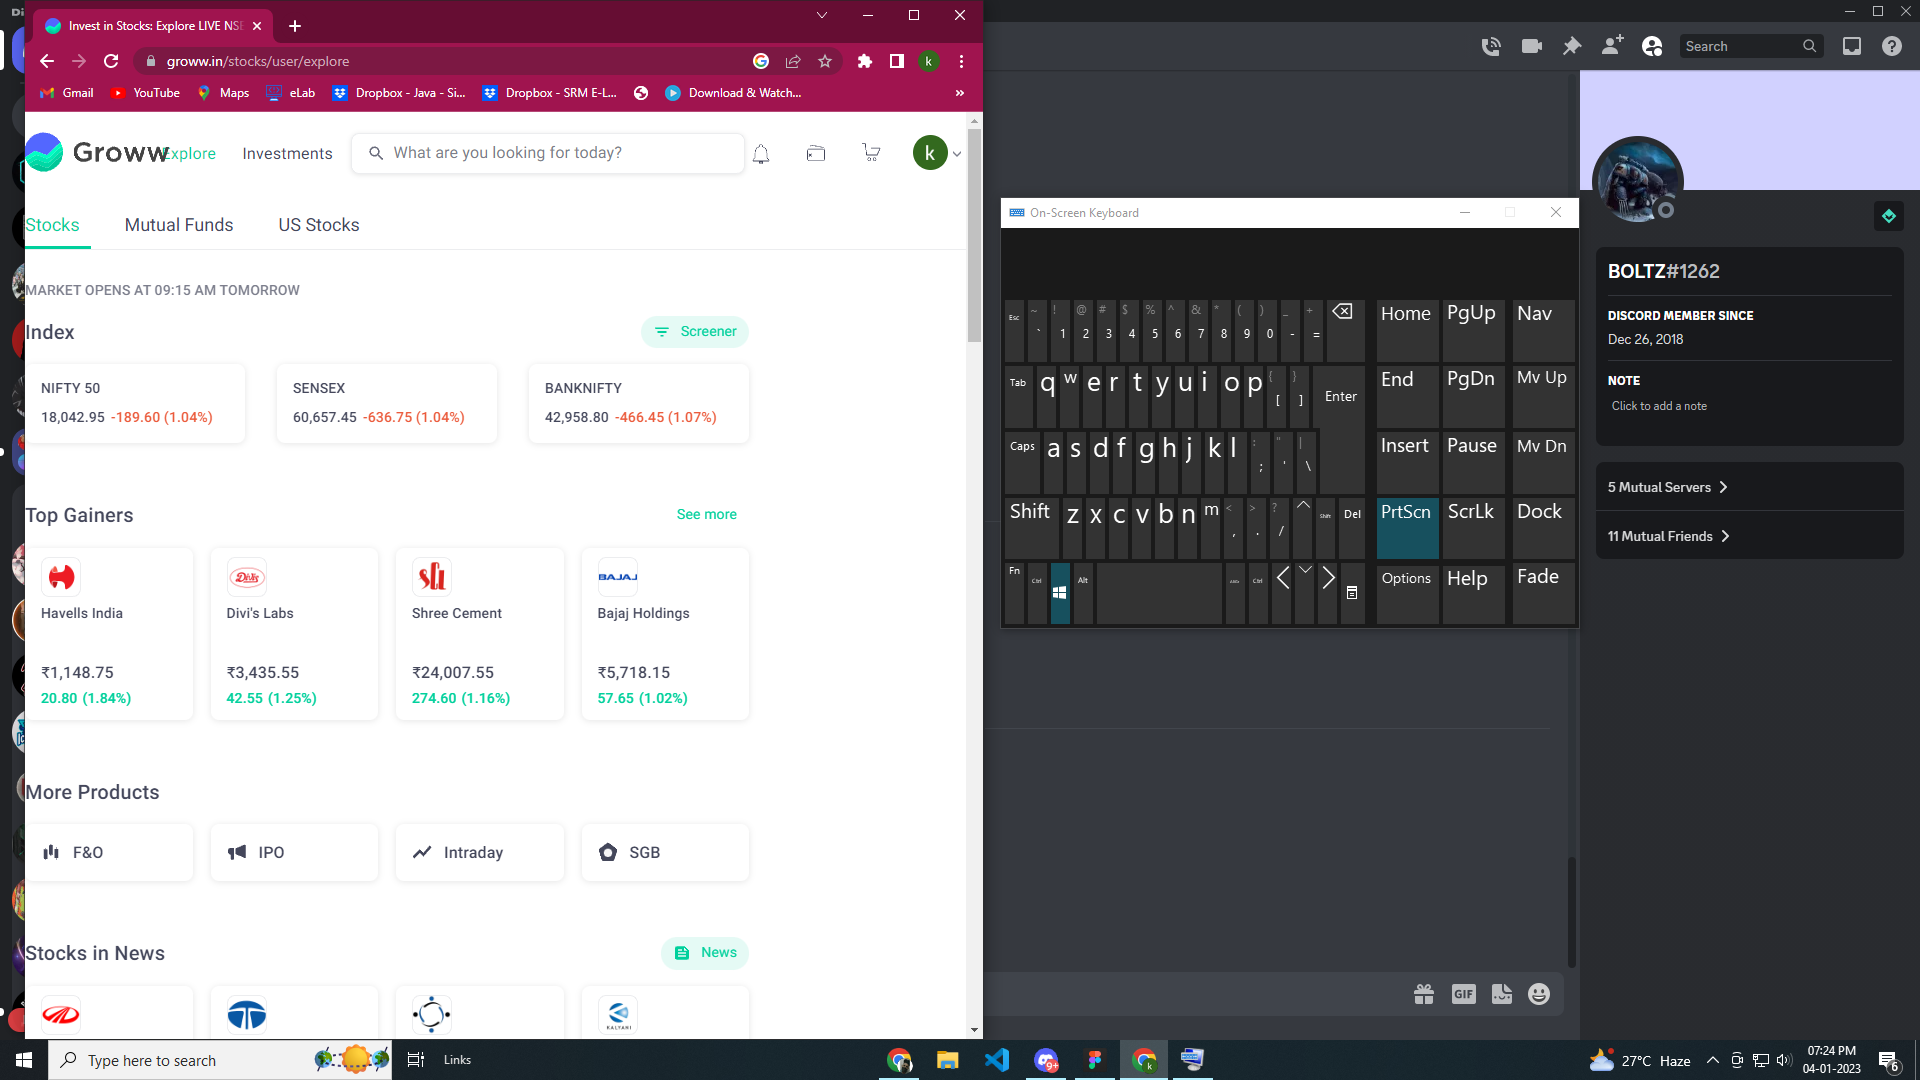 Invest in Stocks: Explore LIVE NSE
groww.in/stocks/user/explore
k
Gmail
YouTube
Maps
eLab
Dropbox - Java - Si...
Dropbox - SRM E-L...
Download & Watch...
»
Groww
Explore
Investments
What are you looking for today?
k
Stocks
Mutual Funds
US Stocks
MARKET OPENS AT 09:15 AM TOMORROW
Index
Screener
NIFTY 50
18,042.95 -189.60 (1.04%)
SENSEX
60,657.45 -636.75 (1.04%)
BANKNIFTY
42,958.80 -466.45 (1.07%)
Top Gainers
See more
Havells India
₹1,148.75
20.80 (1.84%)
Divi's
Divi's Labs
₹3,435.55
42.55 (1.25%)
Shree Cement
₹24,007.55
274.60 (1.16%)
BAJAJ
Bajaj Holdings
₹5,718.15
57.65 (1.02%)
More Products
F&O
IPO
Intraday
SGB
Stocks in News
News
KALYANI
On-Screen Keyboard
Esc ~ ` ! 1 @ 2 # 3 $ 4 % 5 ^ 6 & 7 * 8 ( 9 ) 0 _ - + = Home PgUp Nav
Tab q w e r t y u i o p { [ } ] Enter End PgDn Mv Up
Caps a s d f g h j k l : ; " ' | \ Insert Pause Mv Dn
Shift z x c v b n m < , > . ? / Shift Del PrtScn ScrLk Dock
Fn Ctrl Alt AltGr Ctrl Options Help Fade
Search
BOLTZ#1262
DISCORD MEMBER SINCE
Dec 26, 2018
NOTE
Click to add a note
5 Mutual Servers
11 Mutual Friends
GIF
Type here to search
Links
9+
k
27°C Haze
07:24 PM
04-01-2023
6